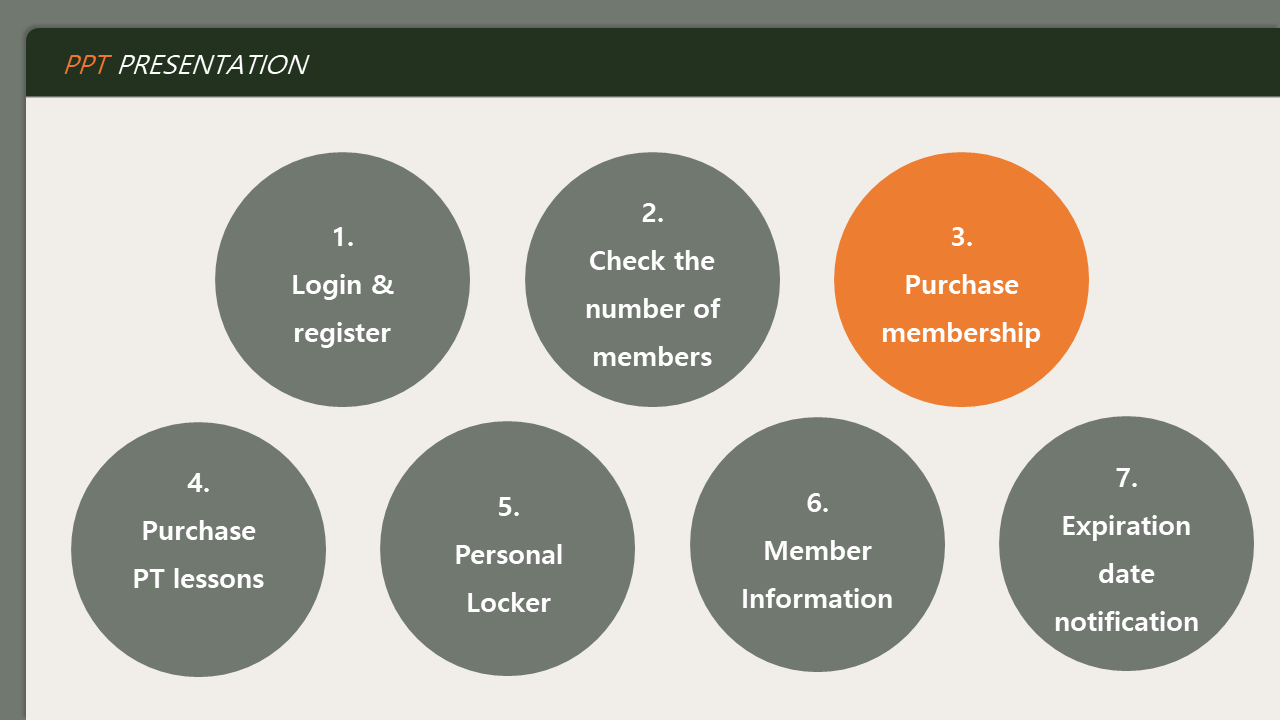 PPT PRESENTATION
1.
Login &
register
2.
Check the
number of
members
3.
Purchase
membership
4.
Purchase
PT lessons
5.
Personal
Locker
6.
Member
Information
7.
Expiration
date
notification